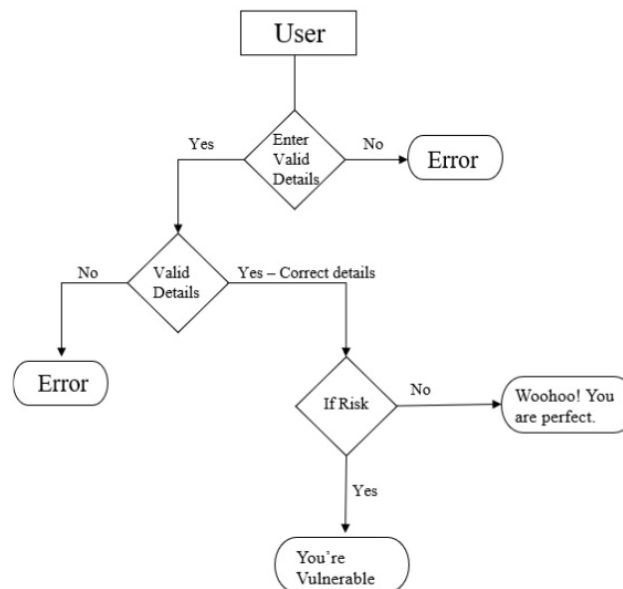 User
Enter
Valid
Details
Yes
No
Error
Valid
Details
No
Yes – Correct details
Error
If Risk
No
Woohoo! You
are perfect.
Yes
You’re
Vulnerable